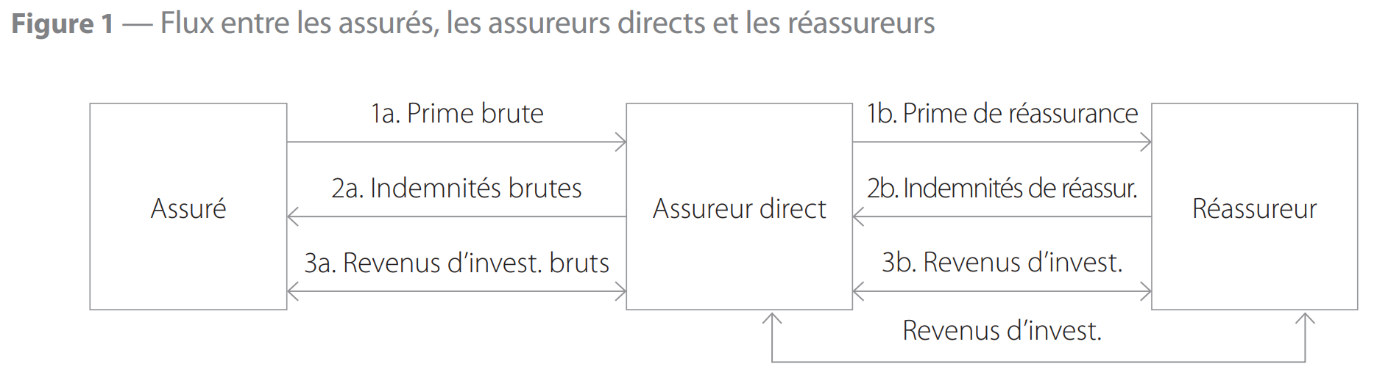 Figure 1 — Flux entre les assurés, les assureurs directs et les réassureurs
1a. Prime brute
1b. Prime de réassurance
2a. Indemnités brutes
2b. Indemnités de réassur.
Assuré
Assureur direct
Réassureur
3a. Revenus d’invest. bruts
3b. Revenus d’invest.
Revenus d’invest.